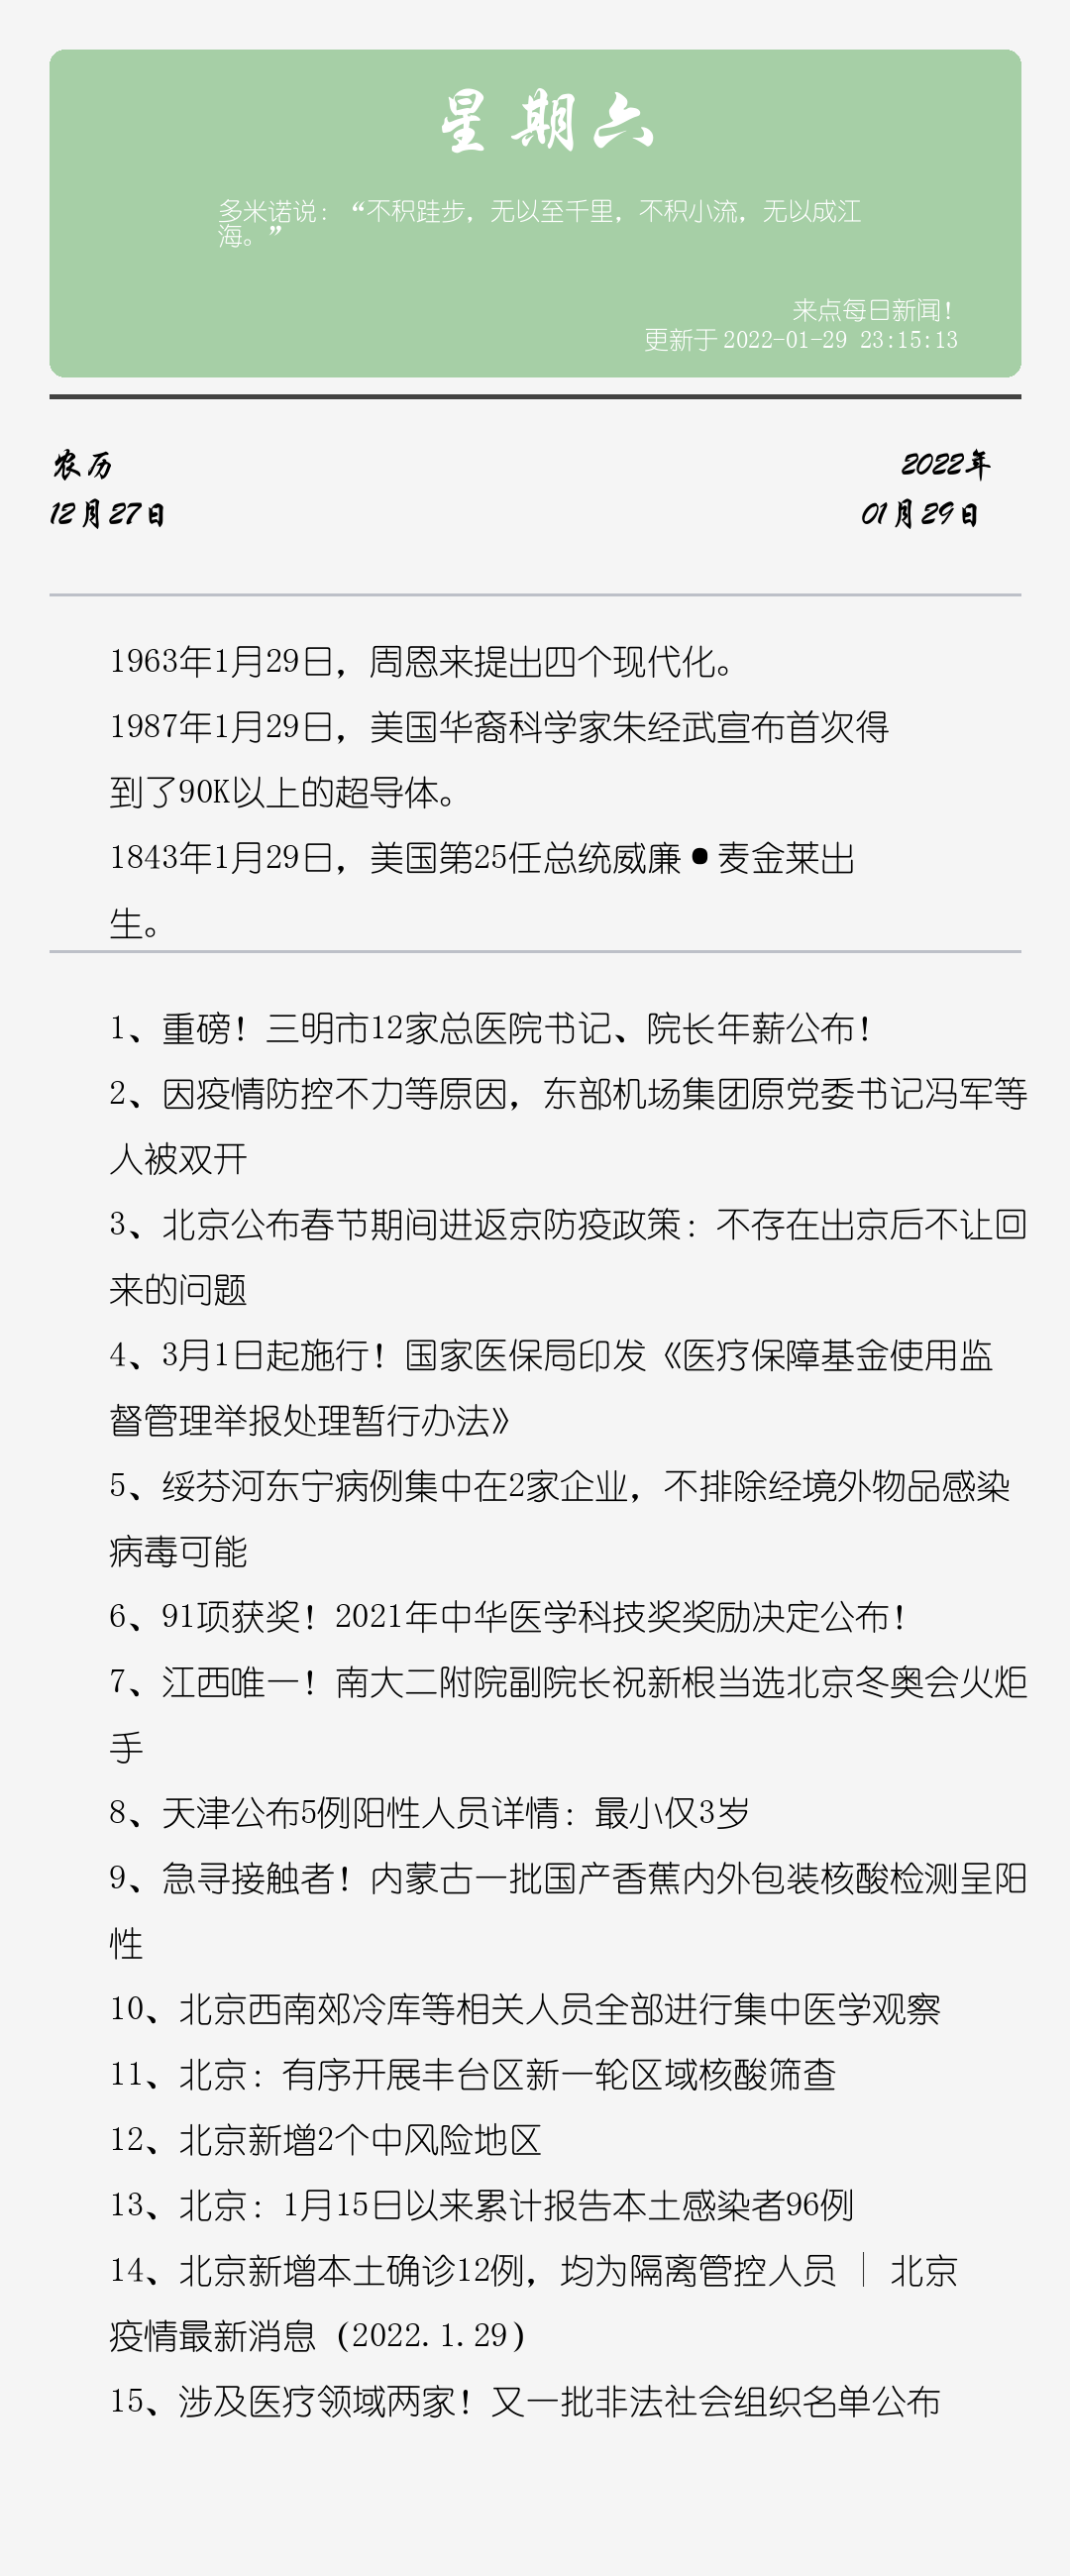 星期六
多米诺说：“不积跬步，无以至千里，不积小流，无以成江
海。”
来点每日新闻！
更新于 2022-01-29 23:15:13
农历
2022年
12月27日
01月29日
1963年1月29日，周恩来提出四个现代化。
1987年1月29日，美国华裔科学家朱经武宣布首次得
到了90K以上的超导体。
1843年1月29日，美国第25任总统威廉•麦金莱出
生。
1、重磅！三明市12家总医院书记、院长年薪公布！
2、因疫情防控不力等原因，东部机场集团原党委书记冯军等
人被双开
3、北京公布春节期间进返京防疫政策：不存在出京后不让回
来的问题
4、3月1日起施行！国家医保局印发《医疗保障基金使用监
督管理举报处理暂行办法》
5、绥芬河东宁病例集中在2家企业，不排除经境外物品感染
病毒可能
6、91项获奖！2021年中华医学科技奖奖励决定公布！
7、江西唯一！南大二附院副院长祝新根当选北京冬奥会火炬
手
8、天津公布5例阳性人员详情：最小仅3岁
9、急寻接触者！内蒙古一批国产香蕉内外包装核酸检测呈阳
性
10、北京西南郊冷库等相关人员全部进行集中医学观察
11、北京：有序开展丰台区新一轮区域核酸筛查
12、北京新增2个中风险地区
13、北京：1月15日以来累计报告本土感染者96例
14、北京新增本土确诊12例，均为隔离管控人员 ｜ 北京
疫情最新消息（2022.1.29）
15、涉及医疗领域两家！又一批非法社会组织名单公布